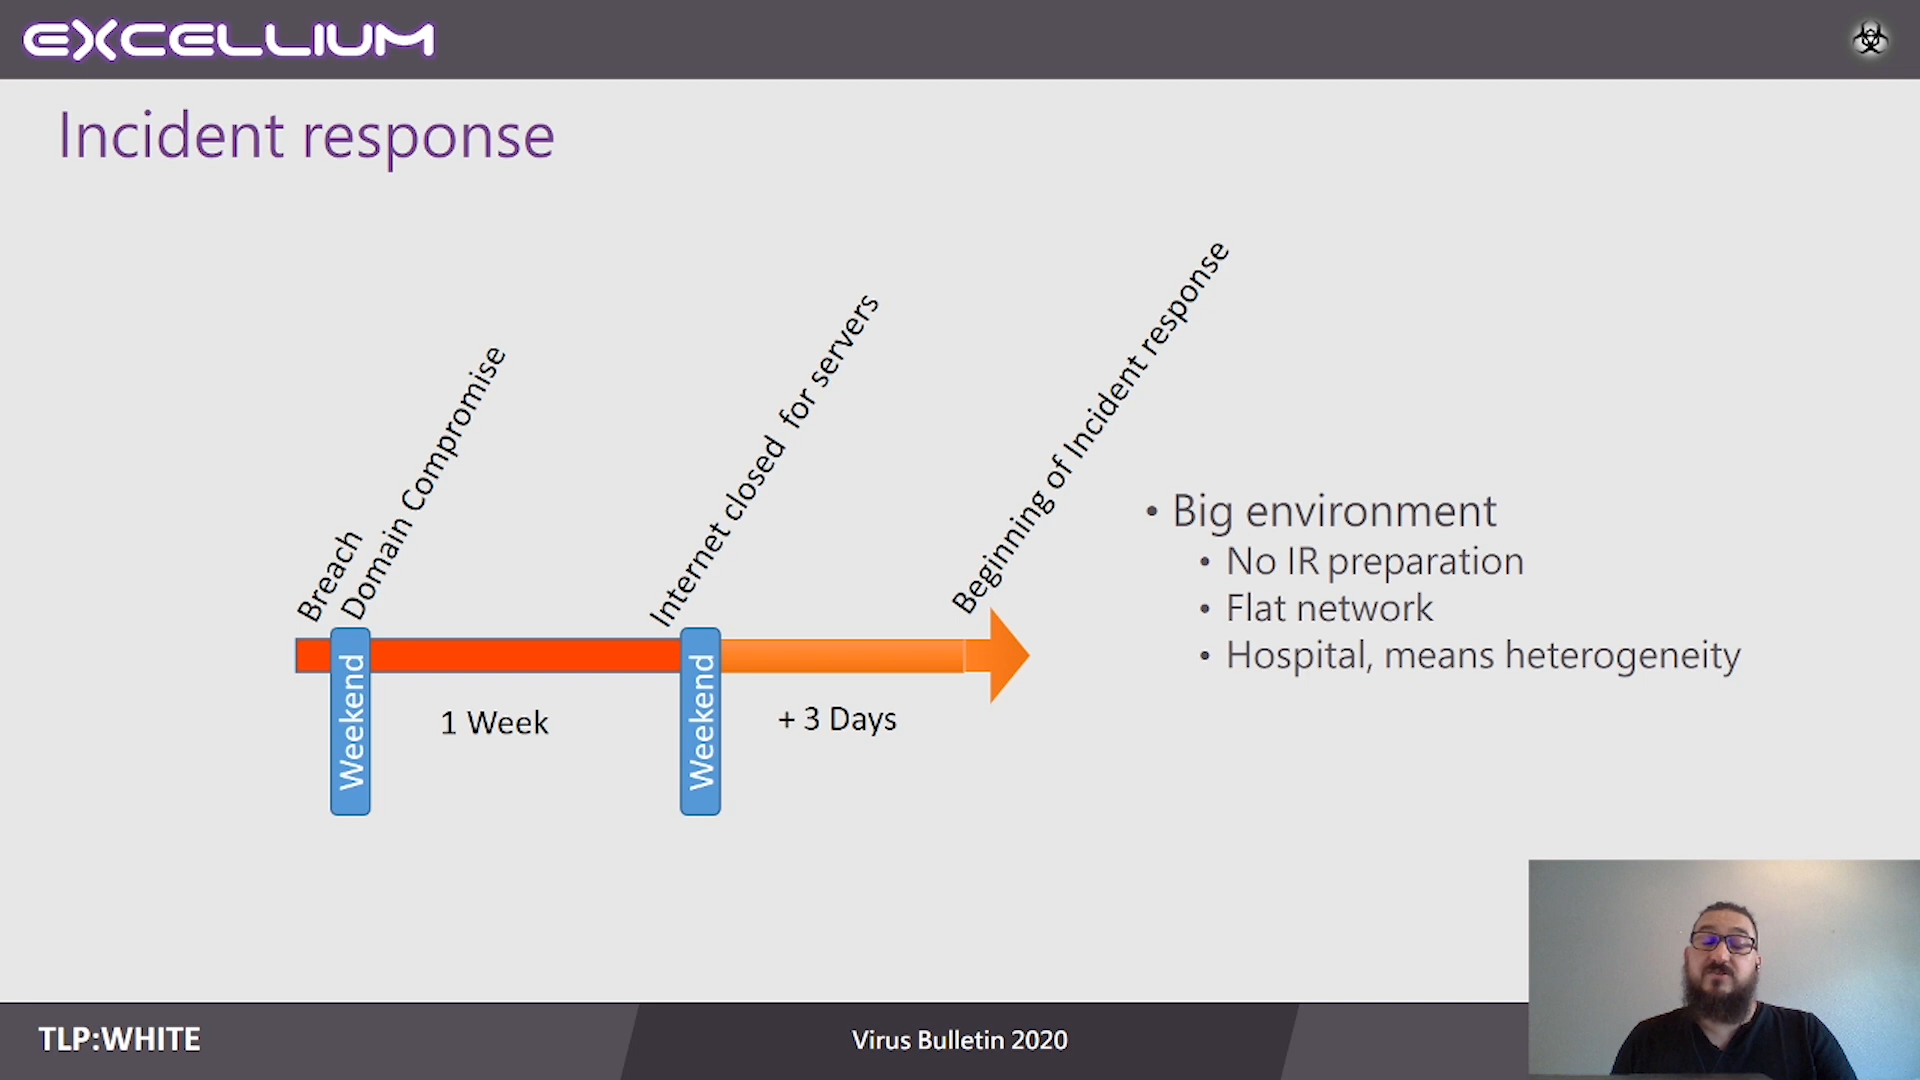 EXCELLIUM
Incident response
Breach
Domain Compromise
Internet closed for servers
Beginning of Incident response
Weekend
1 Week
Weekend
+ 3 Days
• Big environment
• No IR preparation
• Flat network
• Hospital, means heterogeneity
TLP:WHITE
Virus Bulletin 2020